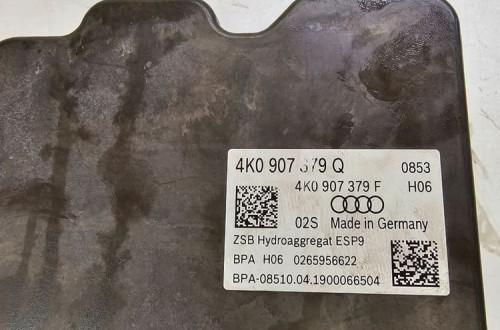 4K0 907 379 Q 0853
4K0 907 379 F H06
02S Made in Germany
ZSB Hydroaggregat ESP9
BPA H06 0265956622
BPA-08510.04.1900066504